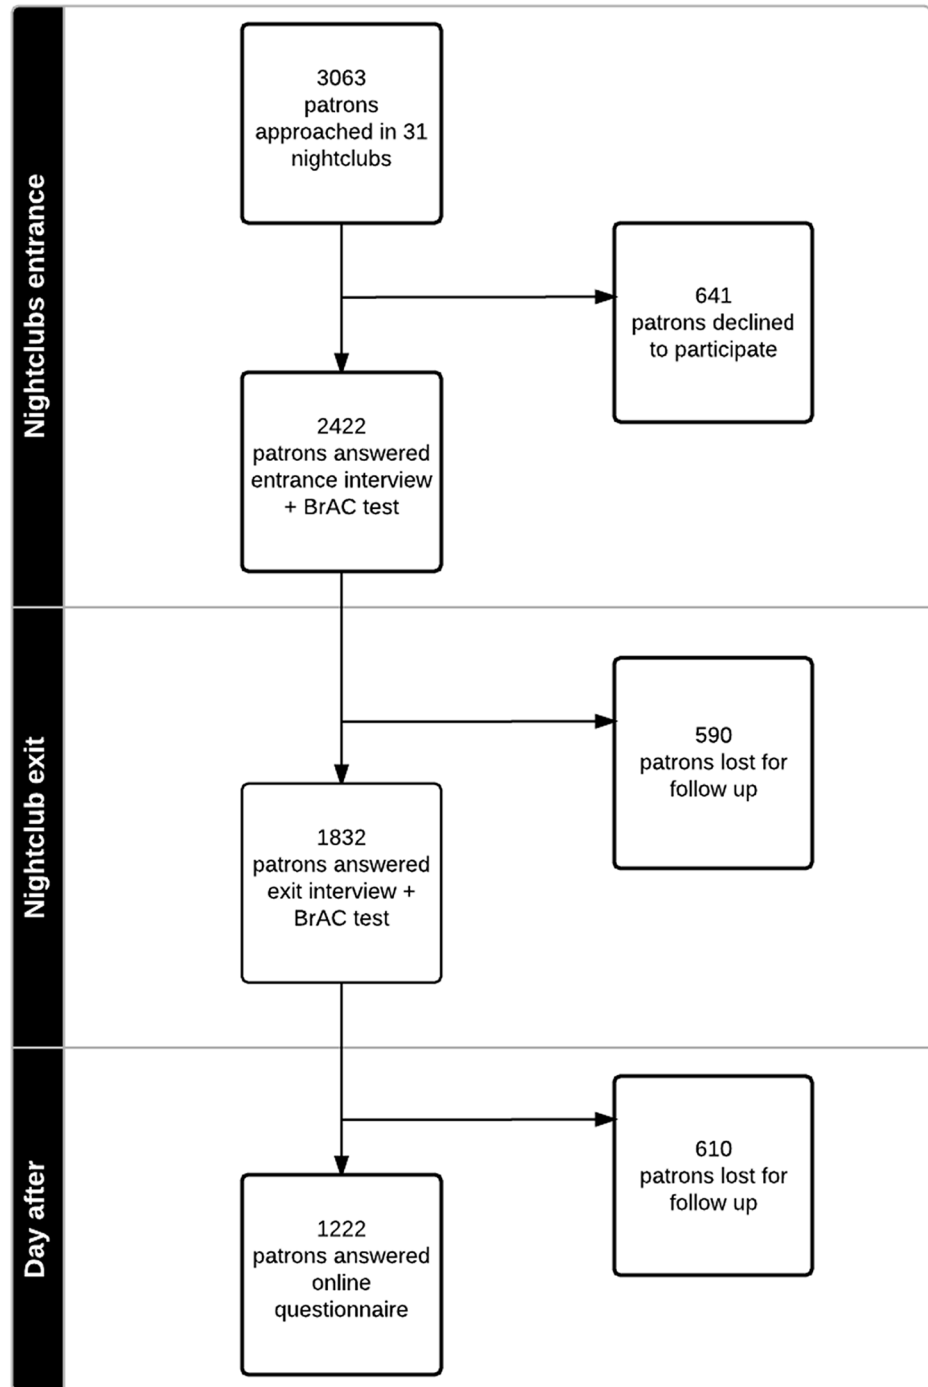 Nightclubs entrance
3063
patrons
approached in 31
nightclubs
641
patrons declined
to participate
2422
patrons answered
entrance interview
+ BrAC test
Nightclub exit
590
patrons lost for
follow up
1832
patrons answered
exit interview +
BrAC test
Day after
610
patrons lost for
follow up
1222
patrons answered
online
questionnaire